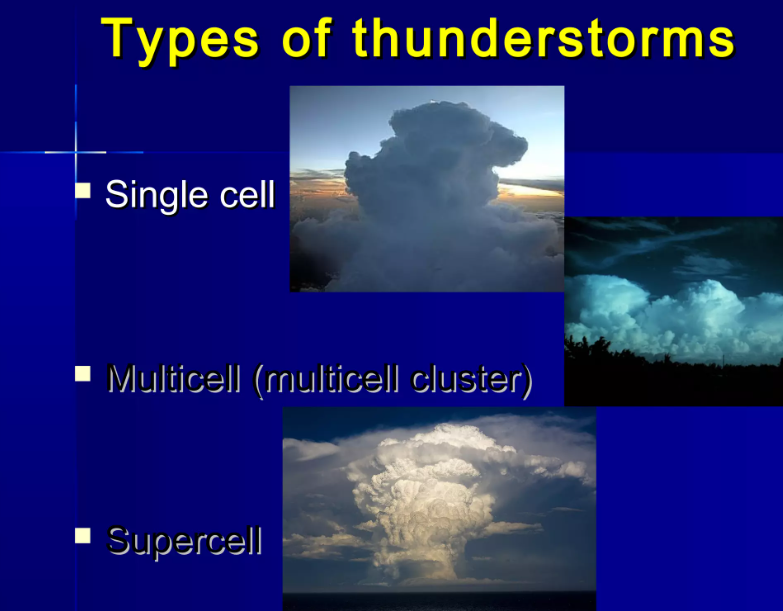 Types of thunderstorms
Single cell
Multicell (multicell cluster)
Supercell